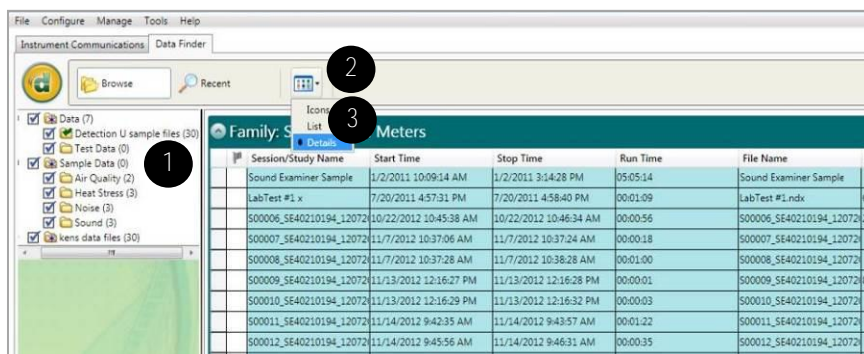 File Configure Manage Tools Help
Instrument Communications Data Finder
Browse Recent
2
Icons
List
Details
3
Data (7)
Detection U sample files (30)
Test Data (0)
Sample Data (0)
Air Quality (2)
Heat Stress (3)
Noise (3)
Sound (3)
kens data files (30)
1
Family: S Meters
Session/Study Name Start Time Stop Time Run Time File Name
Sound Examiner Sample 1/2/2011 10:09:14 AM 1/2/2011 3:14:28 PM 05:05:14 Sound Examiner Sample
LabTest #1 x 7/20/2011 4:57:31 PM 7/20/2011 4:58:40 PM 00:01:09 LabTest #1.ndx
S00006_SE40210194_12072 10/22/2012 10:45:38 AM 10/22/2012 10:46:34 AM 00:00:56 S00006_SE40210194_12072
S00007_SE40210194_12072 11/7/2012 10:37:06 AM 11/7/2012 10:37:24 AM 00:00:18 S00007_SE40210194_12072
S00008_SE40210194_12072 11/7/2012 10:37:28 AM 11/7/2012 10:38:28 AM 00:01:00 S00008_SE40210194_12072
S00009_SE40210194_12072 11/13/2012 12:16:27 PM 11/13/2012 12:16:28 PM 00:00:01 S00009_SE40210194_12072
S00010_SE40210194_12072 11/13/2012 12:16:29 PM 11/13/2012 12:16:32 PM 00:00:03 S00010_SE40210194_12072
S00011_SE40210194_12072 11/14/2012 9:42:35 AM 11/14/2012 9:43:57 AM 00:01:22 S00011_SE40210194_12072
S00012_SE40210194_12072 11/14/2012 9:45:56 AM 11/14/2012 9:46:31 AM 00:00:35 S00012_SE40210194_12072